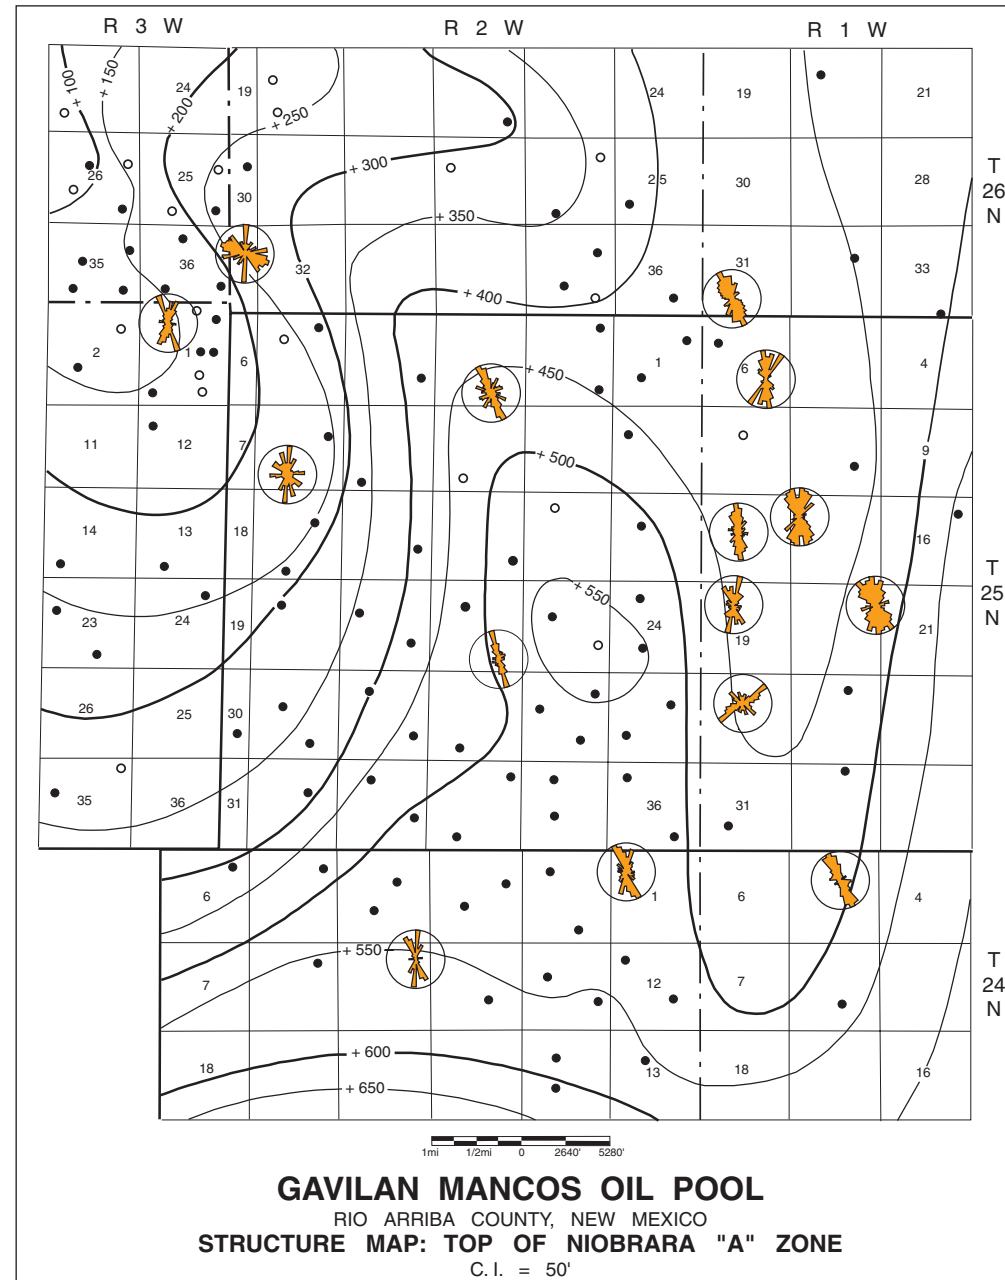 R 3 W R 2 W R 1 W
+ 100
+ 150
24 19 24 19 21
+ 200
+ 250
T
26
N
+ 300
26 25 30 25 30 28
+ 350
35 36 32 36 31 33
+ 400
2 1 6 1 6 4
+ 450
11 12 7 9
+ 500
14 13 18 16
T
25
N
+ 550
23 24 19 24 19 21
26 25 30
35 36 31 36 31
6 1 6 4
+ 550
7 12 7
T
24
N
+ 600
18 13 18 16
+ 650
1mi 1/2mi 0 2640' 5280'
GAVILAN MANCOS OIL POOL
RIO ARRIBA COUNTY, NEW MEXICO
STRUCTURE MAP: TOP OF NIOBRARA "A" ZONE
C. I. = 50'